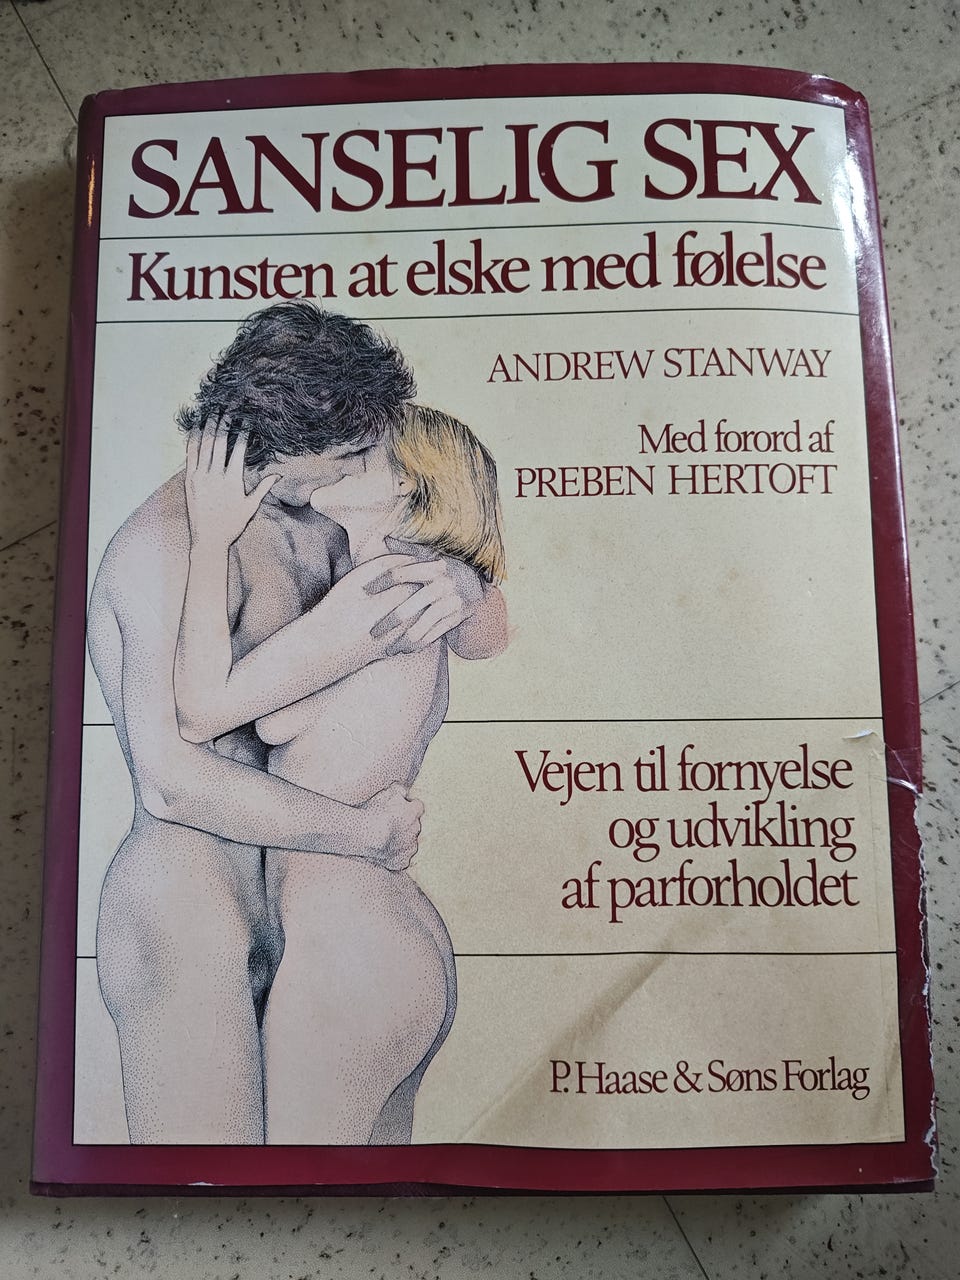 SANSELIG SEX
Kunsten at elske med følelse
ANDREW STANWAY
Med forord af
PREBEN HERTOFT
Vejen til fornyelse
og udvikling
af parforholdet
P. Haase & Søns Forlag